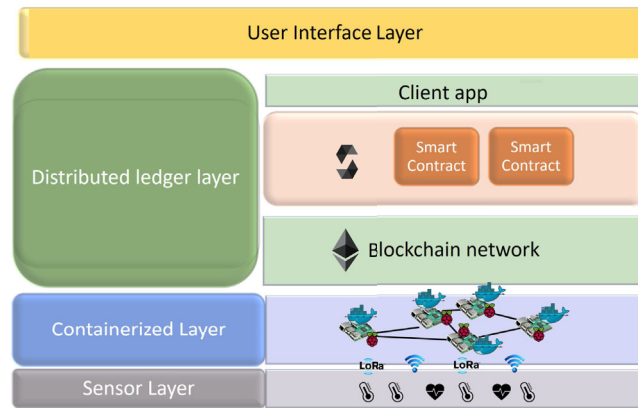 User Interface Layer
Client app
Distributed ledger layer
Smart
Contract
Smart
Contract
Blockchain network
Containerized Layer
LoRa
LoRa
Sensor Layer